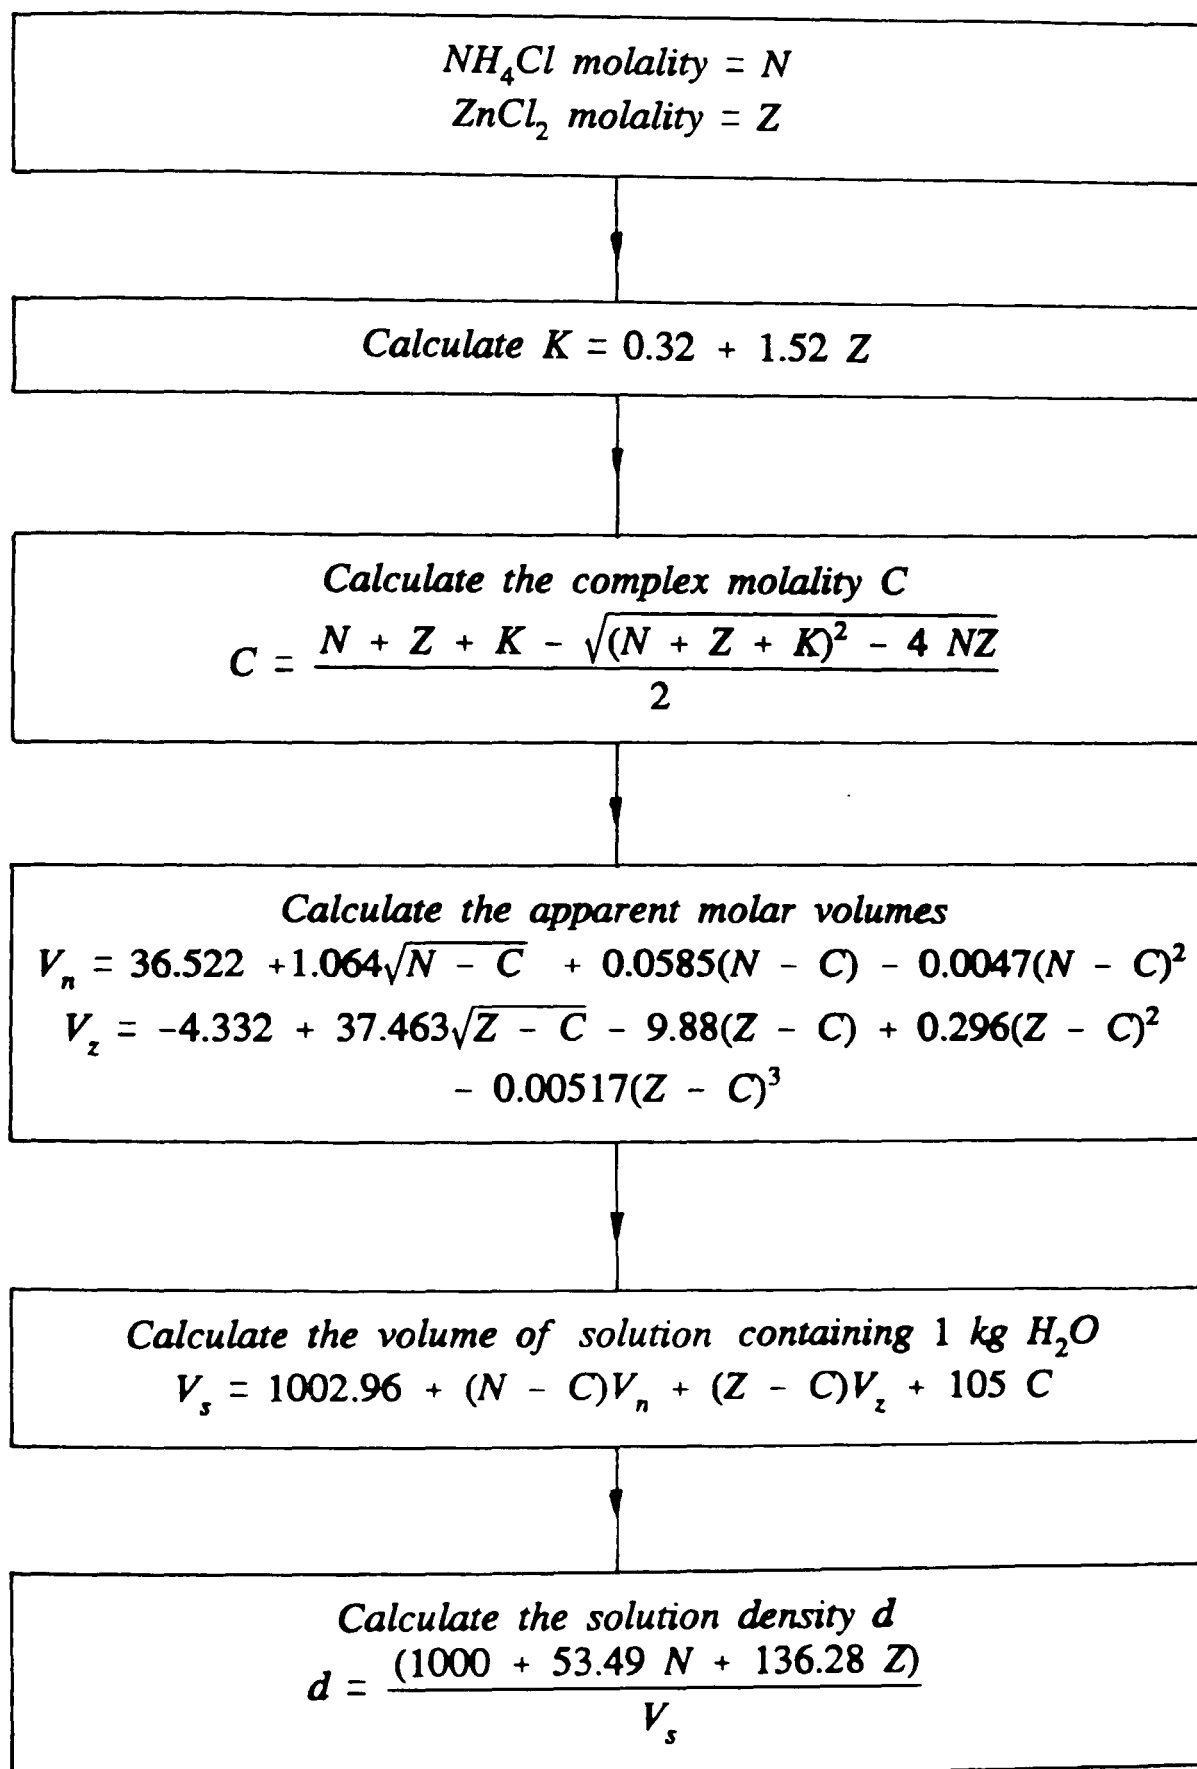 NH₄Cl molality = N
ZnCl₂ molality = Z
Calculate K = 0.32 + 1.52 Z
Calculate the complex molality C
C = (N + Z + K - √((N + Z + K)² - 4 NZ)) / 2
Calculate the apparent molar volumes
Vₙ = 36.522 +1.064√(N - C) + 0.0585(N - C) - 0.0047(N - C)²
V_z = -4.332 + 37.463√(Z - C) - 9.88(Z - C) + 0.296(Z - C)²
- 0.00517(Z - C)³
Calculate the volume of solution containing 1 kg H₂O
Vₛ = 1002.96 + (N - C)Vₙ + (Z - C)V_z + 105 C
Calculate the solution density d
d = (1000 + 53.49 N + 136.28 Z) / Vₛ